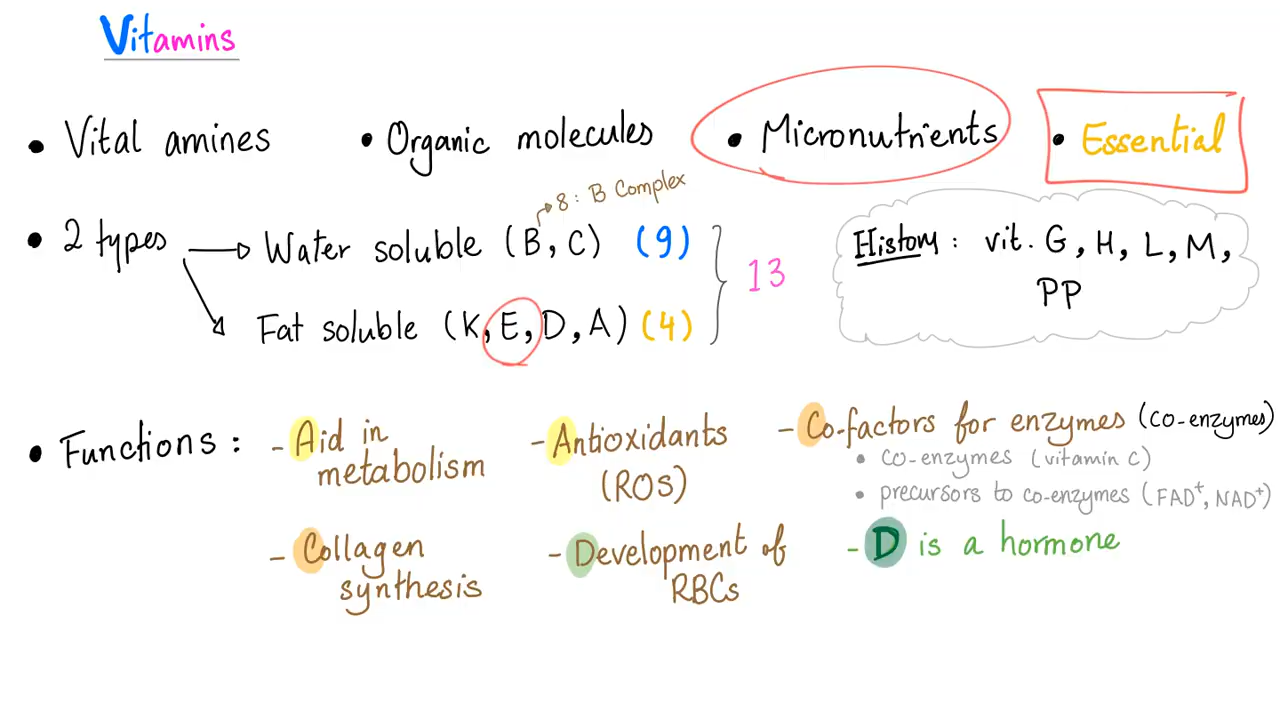 Vitamins
• Vital amines
• Organic molecules
• Micronutrients
• Essential
8: B Complex
• 2 types
Water soluble (B, C) (9)
Fat soluble (K, E, D, A) (4)
13
History: vit. G, H, L, M,
PP
• Functions:
- Aid in
metabolism
- Antioxidants
(ROS)
- Co-factors for enzymes (co-enzymes)
• co-enzymes (vitamin C)
• precursors to co-enzymes (FAD+, NAD+)
- Collagen
synthesis
- Development of
RBCs
- D is a hormone